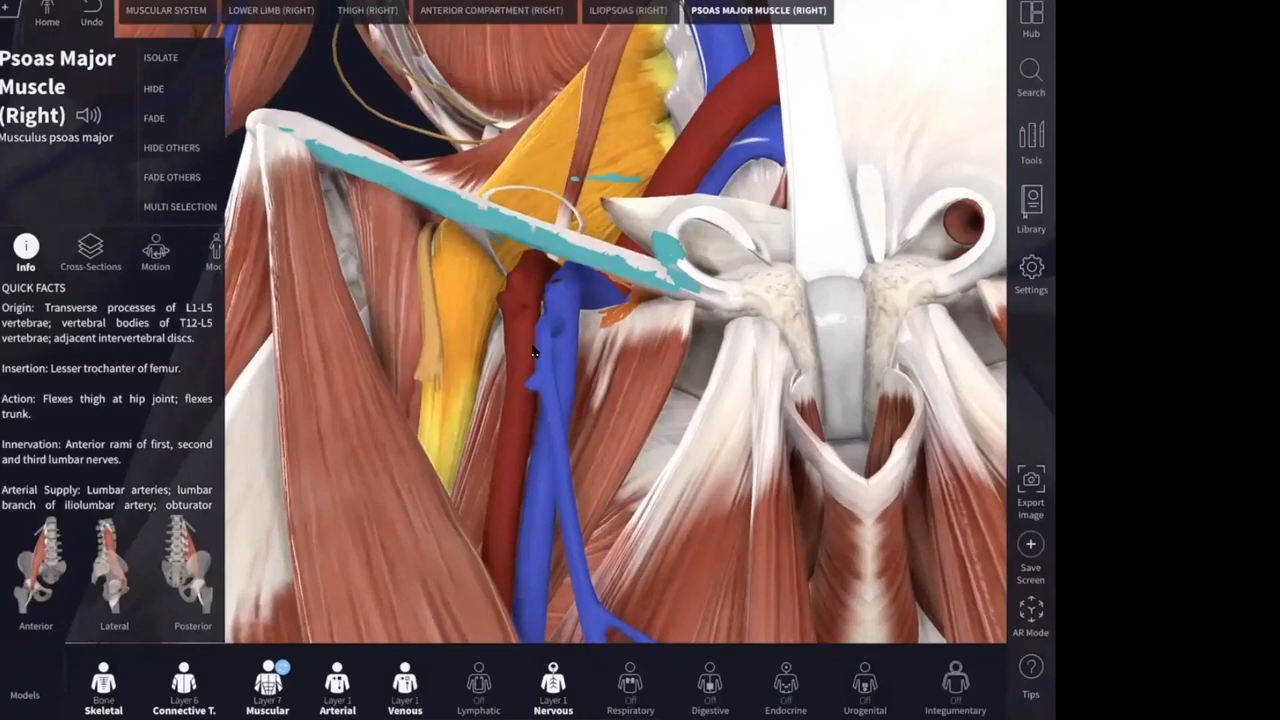 MUSCULAR SYSTEM
LOWER LIMB (RIGHT)
THIGH (RIGHT)
ANTERIOR COMPARTMENT (RIGHT)
ILIOPSOAS (RIGHT)
PSOAS MAJOR MUSCLE (RIGHT)
Home
Undo
Psoas Major
Muscle
(Right)
Musculus psoas major
ISOLATE
HIDE
FADE
HIDE OTHERS
FADE OTHERS
MULTI SELECTION
Info
Cross-Sections
Motion
QUICK FACTS
Origin: Transverse processes of L1-L5
vertebrae; vertebral bodies of T12-L5
vertebrae; adjacent intervertebral discs.
Insertion: Lesser trochanter of femur.
Action: Flexes thigh at hip joint; flexes
trunk.
Innervation: Anterior rami of first, second
and third lumbar nerves.
Arterial Supply: Lumbar arteries; lumbar
branch of iliolumbar artery; obturator
Anterior
Lateral
Posterior
Hub
Search
Tools
Library
Settings
Export
Image
Save
Screen
AR Mode
Tips
Models
Skeletal
Layer 6
Connective T.
Layer 7
Muscular
Layer 1
Arterial
Layer 1
Venous
Off
Lymphatic
Layer 1
Nervous
Off
Respiratory
Off
Digestive
Off
Endocrine
Off
Urogenital
Off
Integumentary